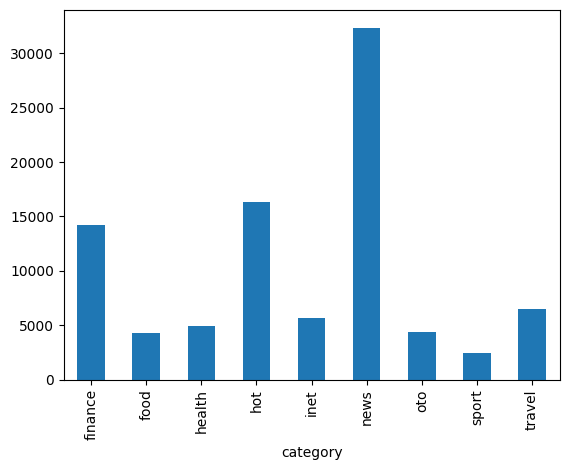 30000
25000
20000
15000
10000
5000
0
finance
food
health
hot
inet
news
oto
sport
travel
category